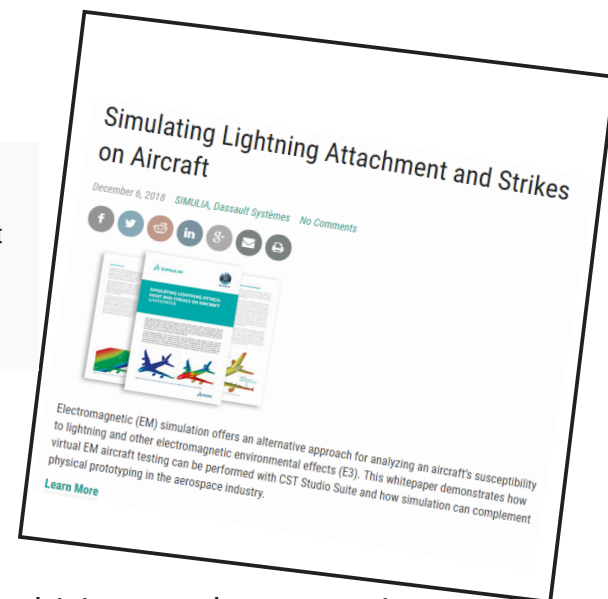 Simulating Lightning Attachment and Strikes
on Aircraft
December 6, 2018 SIMULIA, Dassault Systèmes No Comments
SIMULIA
SIMULATING LIGHTNING ATTACH-
MENT AND STRIKES ON AIRCRAFT
WHITEPAPER
Electromagnetic (EM) simulation offers an alternative approach for analyzing an aircraft's susceptibility
to lightning and other electromagnetic environmental effects (E3). This whitepaper demonstrates how
virtual EM aircraft testing can be performed with CST Studio Suite and how simulation can complement
physical prototyping in the aerospace industry.
Learn More